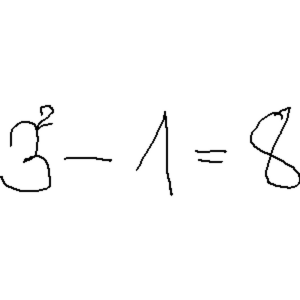 3² - 1 = 8